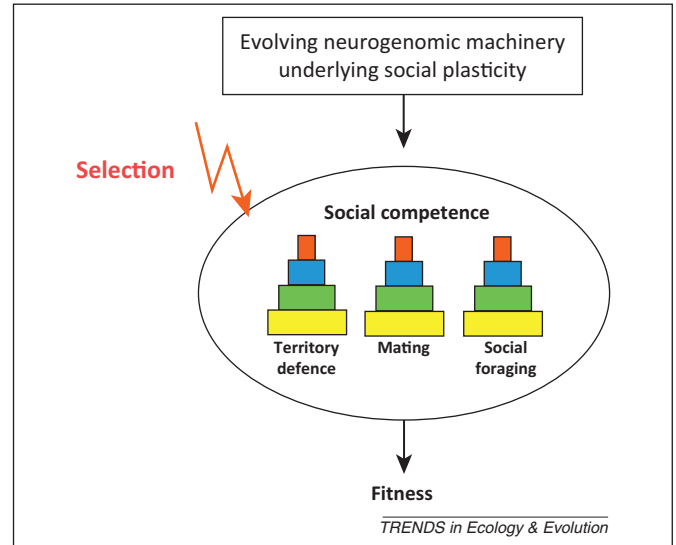 Evolving neurogenomic machinery
underlying social plasticity
Selection
Social competence
Territory
defence
Mating
Social
foraging
Fitness
TRENDS in Ecology & Evolution